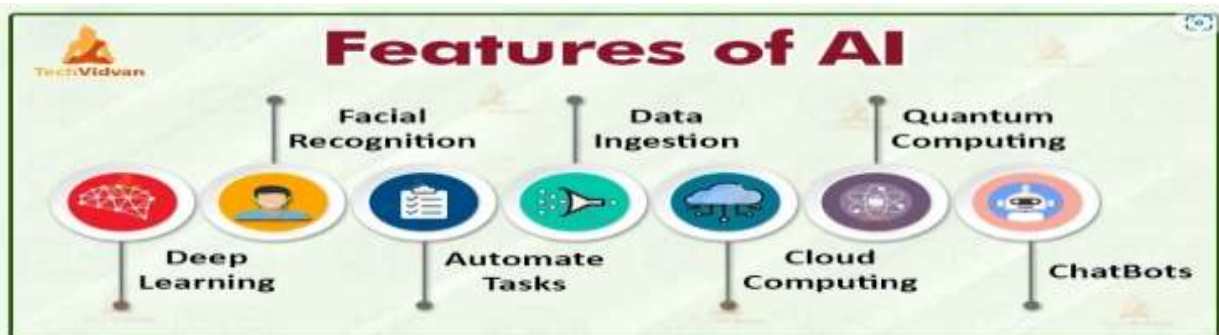 TechVidvan
Features of AI
Facial
Recognition
Data
Ingestion
Quantum
Computing
Deep
Learning
Automate
Tasks
Cloud
Computing
ChatBots